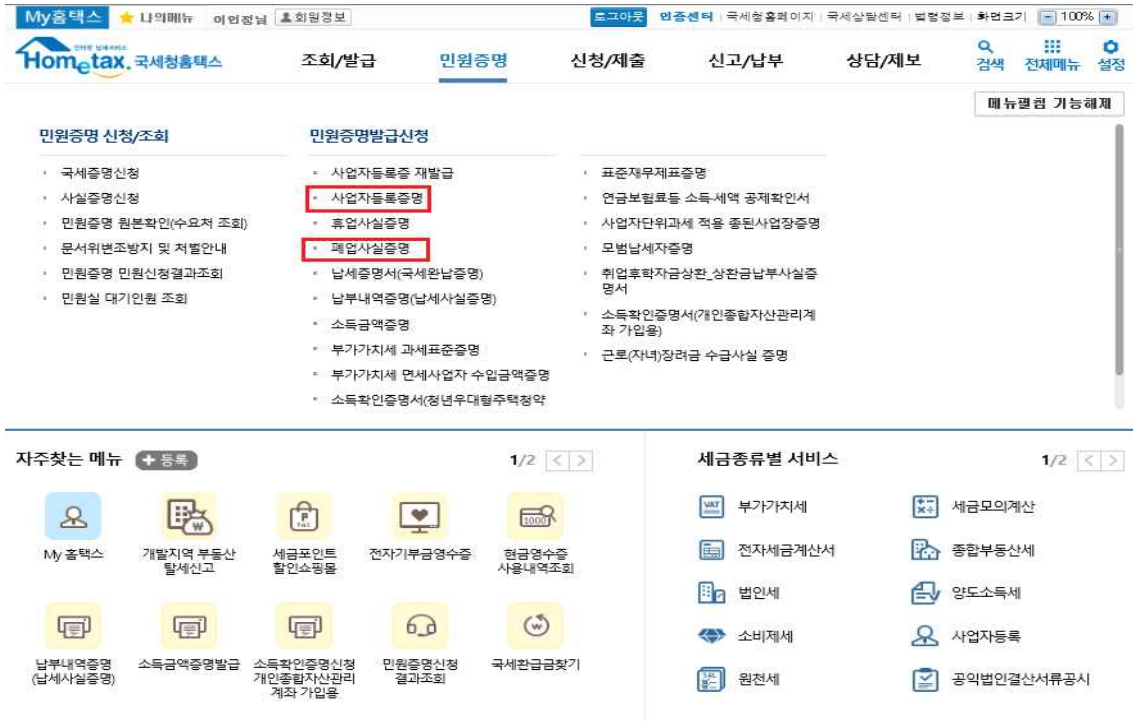 My홈택스 나의메뉴 이인정님 회원정보 로그아웃 인증센터 국세청홈페이지 국세상담센터 법령정보 화면크기 - 100% +
Hometax. 국세청홈택스 조회/발급 민원증명 신청/제출 신고/납부 상담/제보 검색 전체메뉴 설정
메뉴펼침 기능해제
민원증명 신청/조회
국세증명신청
사실증명신청
민원증명 원본확인(수요처 조회)
문서위변조방지 및 처벌안내
민원증명 민원신청결과조회
민원실 대기인원 조회
민원증명발급신청
사업자등록증 재발급
사업자등록증명
휴업사실증명
폐업사실증명
납세증명서(국세완납증명)
납부내역증명(납세사실증명)
소득금액증명
부가가치세 과세표준증명
부가가치세 면세사업자 수입금액증명
소득확인증명서(청년우대형주택청약
표준재무제표증명
연금보험료등 소득·세액 공제확인서
사업자단위과세 적용 종된사업장증명
모범납세자증명
취업후학자금상환_상환금납부사실증
명서
소득확인증명서(개인종합자산관리계
좌 가입용)
근로(자녀)장려금 수급사실 증명
자주찾는 메뉴 + 등록 1/2 < >
My 홈택스
개발지역 부동산
탈세신고
세금포인트
할인쇼핑몰
전자기부금영수증
현금영수증
사용내역조회
납부내역증명
(납세사실증명)
소득금액증명발급
소득확인증명신청
개인종합자산관리
계좌 가입용
민원증명신청
결과조회
국세환급금찾기
세금종류별 서비스 1/2 < >
VAT 부가가치세
세금모의계산
전자세금계산서
종합부동산세
법인세
양도소득세
소비제세
사업자등록
원천세
공익법인결산서류공시